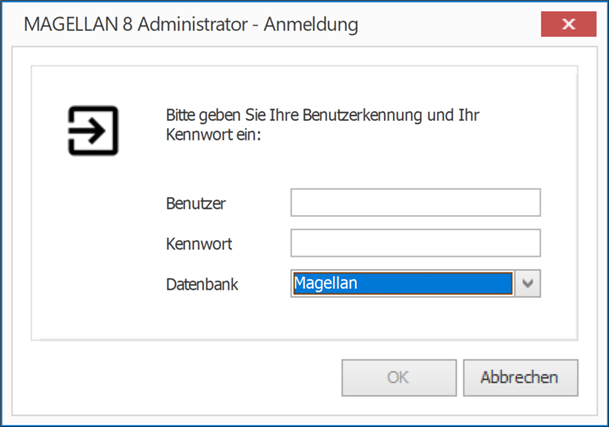 MAGELLAN 8 Administrator - Anmeldung
Bitte geben Sie Ihre Benutzerkennung und Ihr
Kennwort ein:
Benutzer
Kennwort
Datenbank
Magellan
OK
Abbrechen